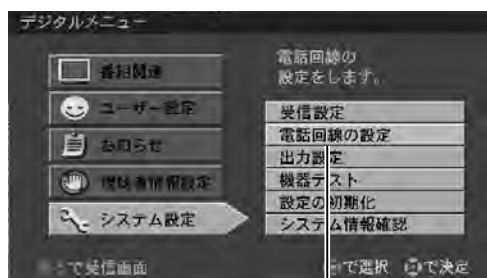 デジタルメニュー
番組関連
ユーザー設定
お知らせ
視聴者情報設定
システム設定
電話回線の
設定をします。
受信設定
電話回線の設定
出力設定
機器テスト
設定の初期化
システム情報確認
で受信画面
で選択
で決定